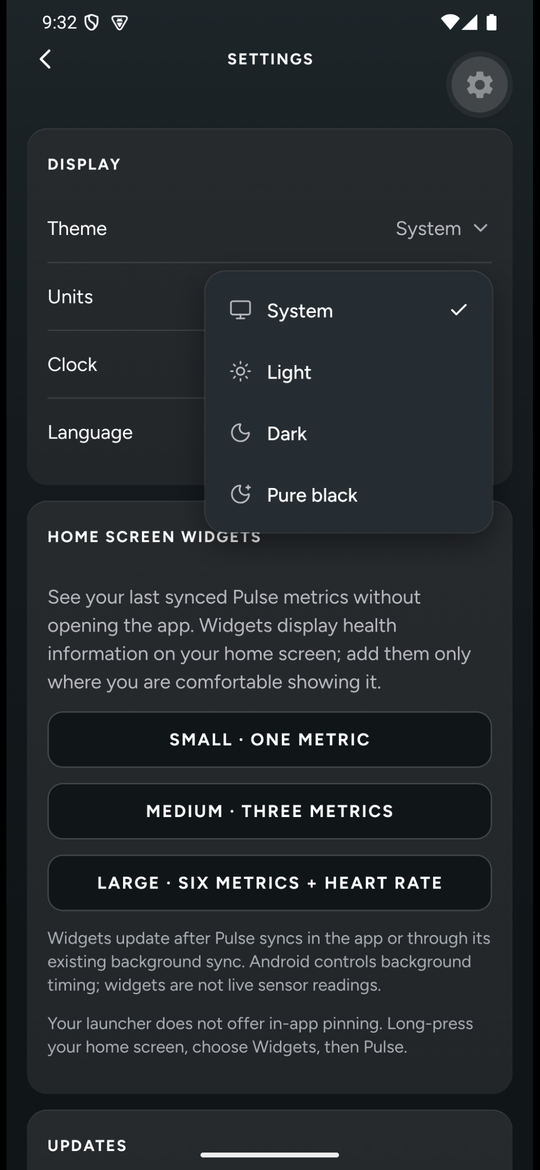 9:32
SETTINGS
DISPLAY
Theme
System
Units
Clock
Language
System
Light
Dark
Pure black
HOME SCREEN WIDGETS
See your last synced Pulse metrics without
opening the app. Widgets display health
information on your home screen; add them only
where you are comfortable showing it.
SMALL · ONE METRIC
MEDIUM · THREE METRICS
LARGE · SIX METRICS + HEART RATE
Widgets update after Pulse syncs in the app or through its
existing background sync. Android controls background
timing; widgets are not live sensor readings.
Your launcher does not offer in-app pinning. Long-press
your home screen, choose Widgets, then Pulse.
UPDATES